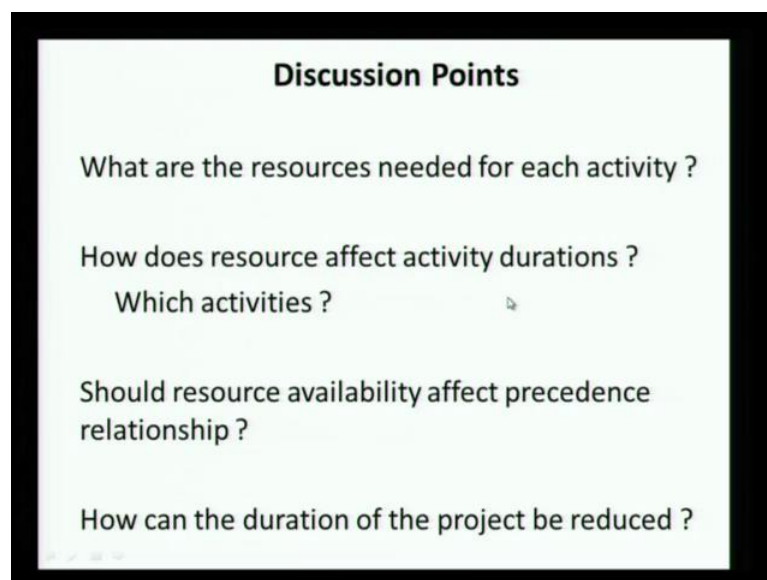 Discussion Points
What are the resources needed for each activity ?
How does resource affect activity durations ?
Which activities ?
Should resource availability affect precedence
relationship ?
How can the duration of the project be reduced ?